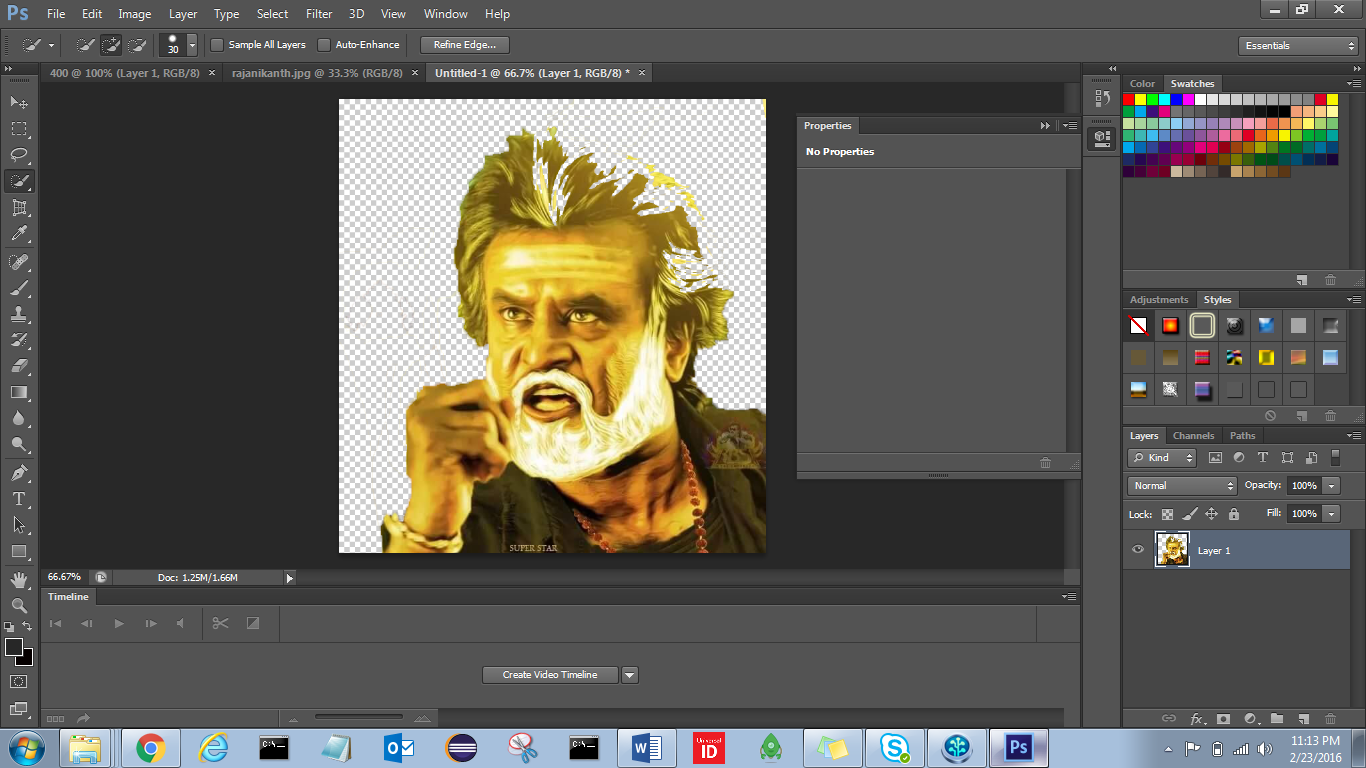 Ps File Edit Image Layer Type Select Filter 3D View Window Help
30 Sample All Layers Auto-Enhance Refine Edge... Essentials
400 @ 100% (Layer 1, RGB/8) × rajanikanth.jpg @ 33.3% (RGB/8) × Untitled-1 @ 66.7% (Layer 1, RGB/8) * ×
Color Swatches
Properties
No Properties
Adjustments Styles
Layers Channels Paths
Kind
Normal Opacity: 100%
Lock: Fill: 100%
Layer 1
SUPER STAR
66.67% Doc: 1.25M/1.66M
Timeline
Create Video Timeline
fx
C:\
C:\
Universal
ID
Ps
11:13 PM
2/23/2016